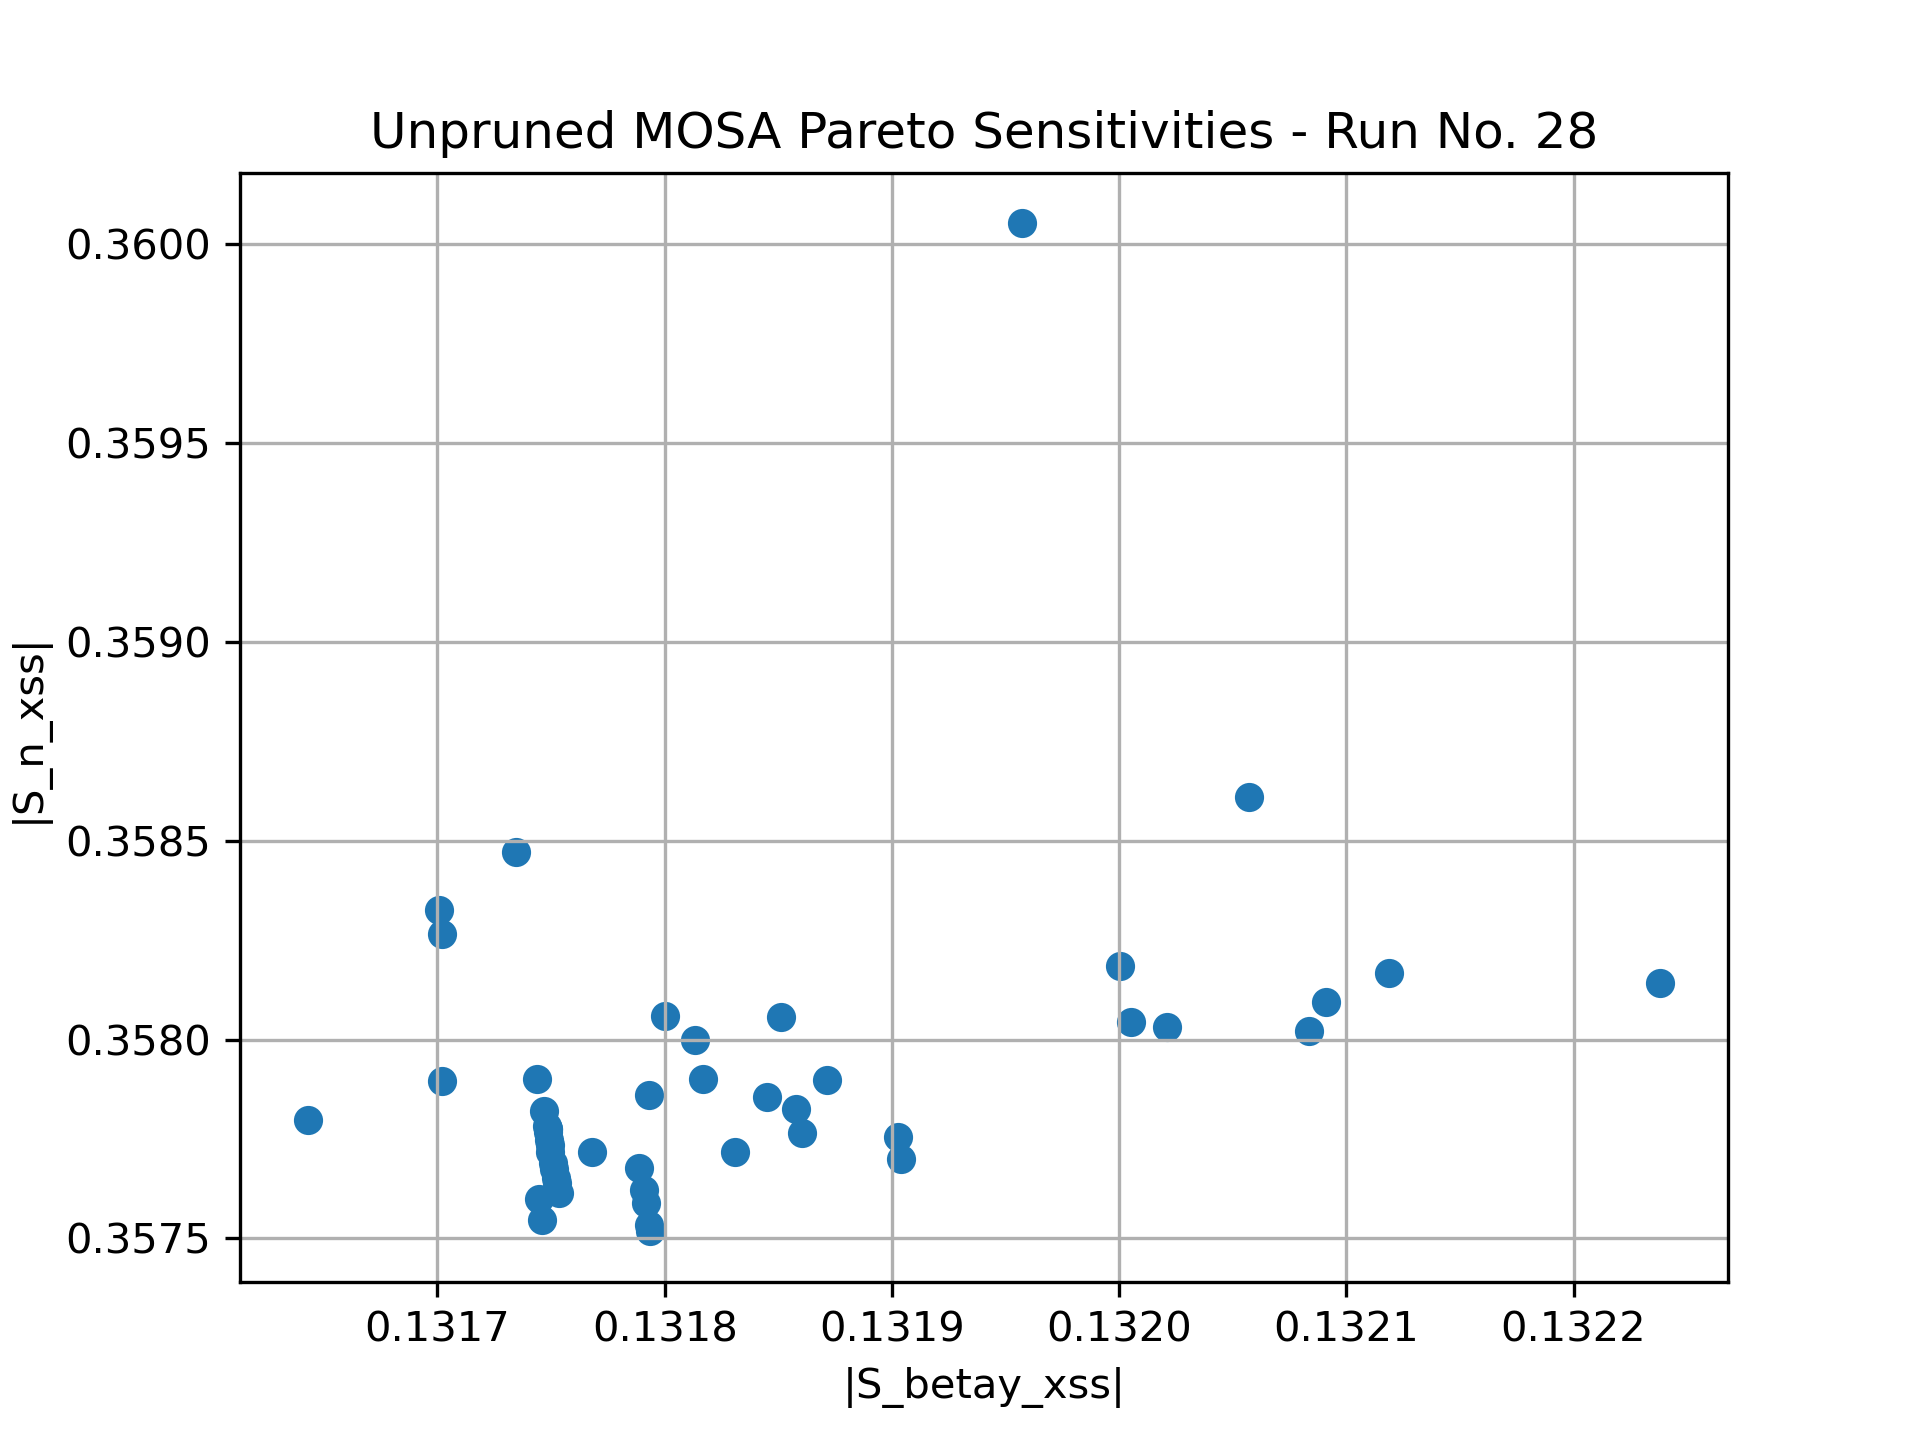 Unpruned MOSA Pareto Sensitivities - Run No. 28
0.3600
0.3595
0.3590
0.3585
0.3580
0.3575
|S_n_xss|
0.1317 0.1318 0.1319 0.1320 0.1321 0.1322
|S_betay_xss|